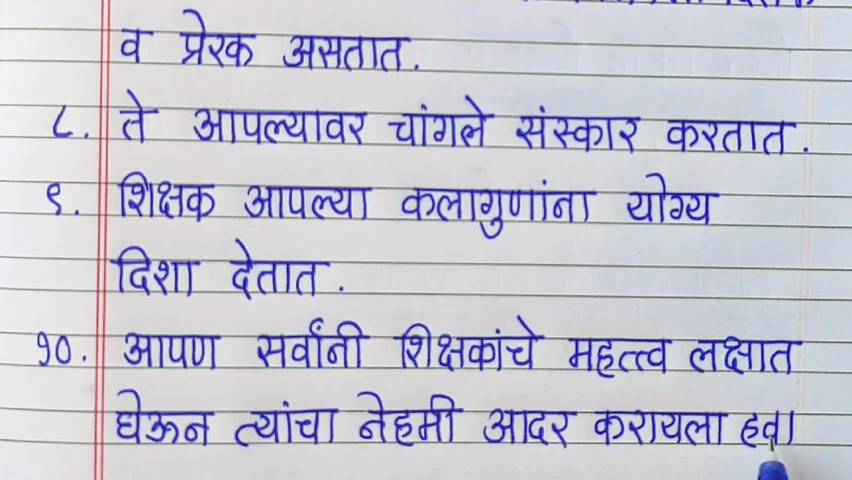 व प्रेरक असतात.
८. ते आपल्यावर चांगले संस्कार करतात.
९. शिक्षक आपल्या कलागुणांना योग्य
दिशा देतात.
१०. आपण सर्वांनी शिक्षकांचे महत्त्व लक्षात
घेऊन त्यांचा नेहमी आदर करायला हवा